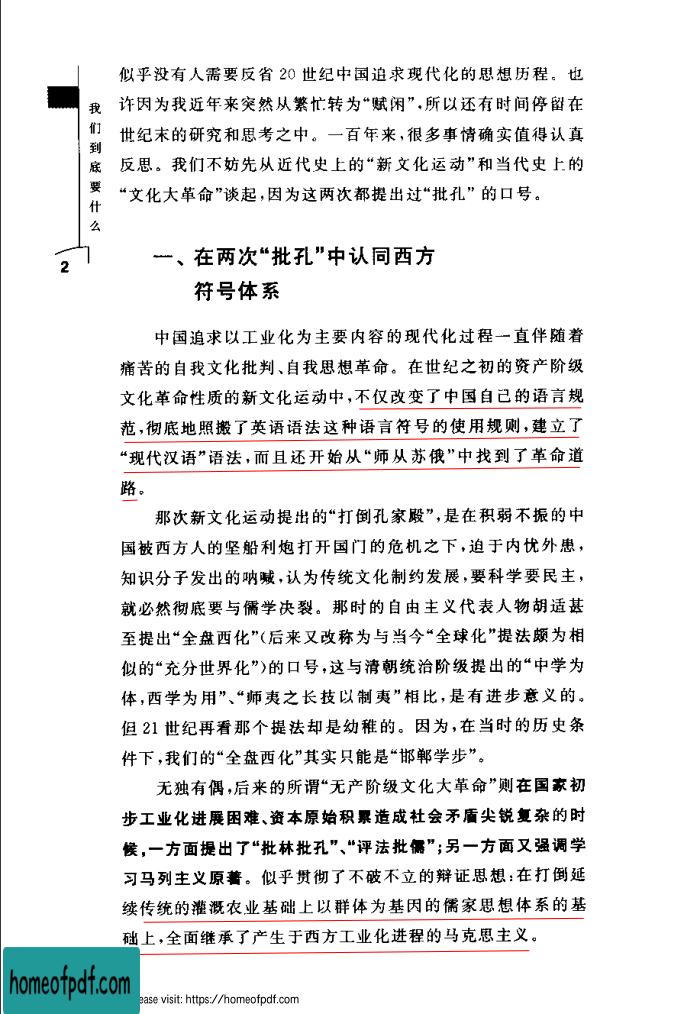 似乎没有人需要反省20世纪中国追求现代化的思想历程。也
许因为我近年来突然从繁忙转为“赋闲”,所以还有时间停留在
世纪末的研究和思考之中。一百年来,很多事情确实值得认真
反思。我们不妨先从近代史上的“新文化运动”和当代史上的
“文化大革命”谈起,因为这两次都提出过“批孔”的口号。
我们到底要什么
2
一、在两次“批孔”中认同西方
符号体系
中国追求以工业化为主要内容的现代化过程一直伴随着
痛苦的自我文化批判、自我思想革命。在世纪之初的资产阶级
文化革命性质的新文化运动中,不仅改变了中国自己的语言规
范,彻底地照搬了英语语法这种语言符号的使用规则,建立了
“现代汉语”语法,而且还开始从“师从苏俄”中找到了革命道
路。
那次新文化运动提出的“打倒孔家殿”,是在积弱不振的中
国被西方人的坚船利炮打开国门的危机之下,迫于内忧外患,
知识分子发出的呐喊,认为传统文化制约发展,要科学要民主,
就必然彻底要与儒学决裂。那时的自由主义代表人物胡适甚
至提出“全盘西化”(后来又改称为与当今“全球化”提法颇为相
似的“充分世界化”)的口号,这与清朝统治阶级提出的“中学为
体,西学为用”、“师夷之长技以制夷”相比,是有进步意义的。
但21世纪再看那个提法却是幼稚的。因为,在当时的历史条
件下,我们的“全盘西化”其实只能是“邯郸学步”。
无独有偶,后来的所谓“无产阶级文化大革命”则在国家初
步工业化进展困难、资本原始积累造成社会矛盾尖锐复杂的时
候,一方面提出了“批林批孔”、“评法批儒”;另一方面又强调学
习马列主义原著。似乎贯彻了不破不立的辩证思想:在打倒延
续传统的灌溉农业基础上以群体为基因的儒家思想体系的基
础上,全面继承了产生于西方工业化进程的马克思主义。
homeofpdf.com
ease visit: https://homeofpdf.com